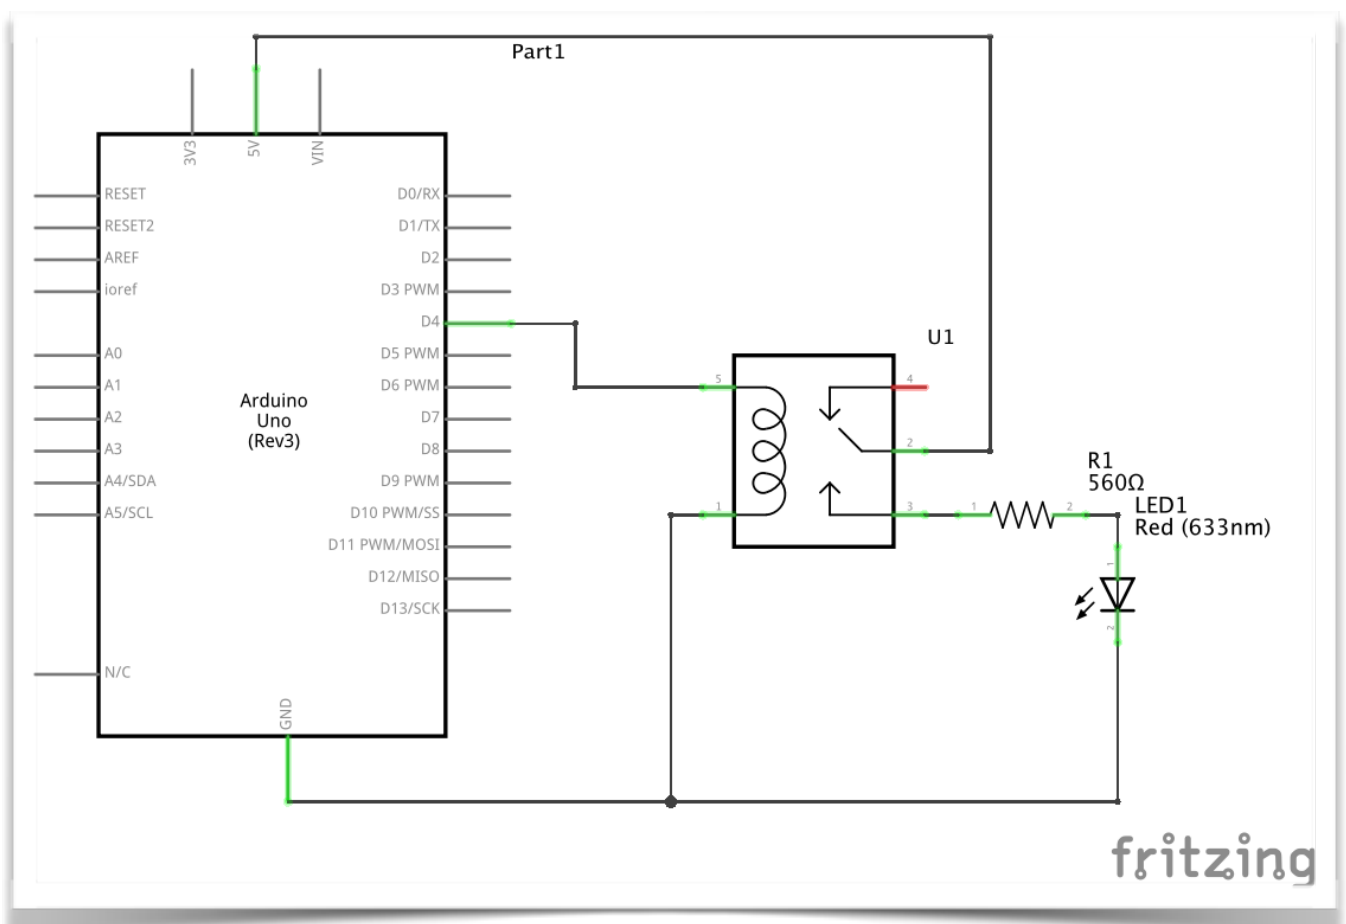 Part1
3V3
5V
VIN
RESET
D0/RX
RESET2
D1/TX
AREF
D2
ioref
D3 PWM
D4
U1
A0
D5 PWM
A1
D6 PWM
5
4
Arduino
Uno
(Rev3)
A2
D7
A3
D8
2
R1
560Ω
A4/SDA
D9 PWM
A5/SCL
D10 PWM/SS
1
3
1
2
LED1
Red (633nm)
D11 PWM/MOSI
1
D12/MISO
D13/SCK
2
N/C
GND
fritzing